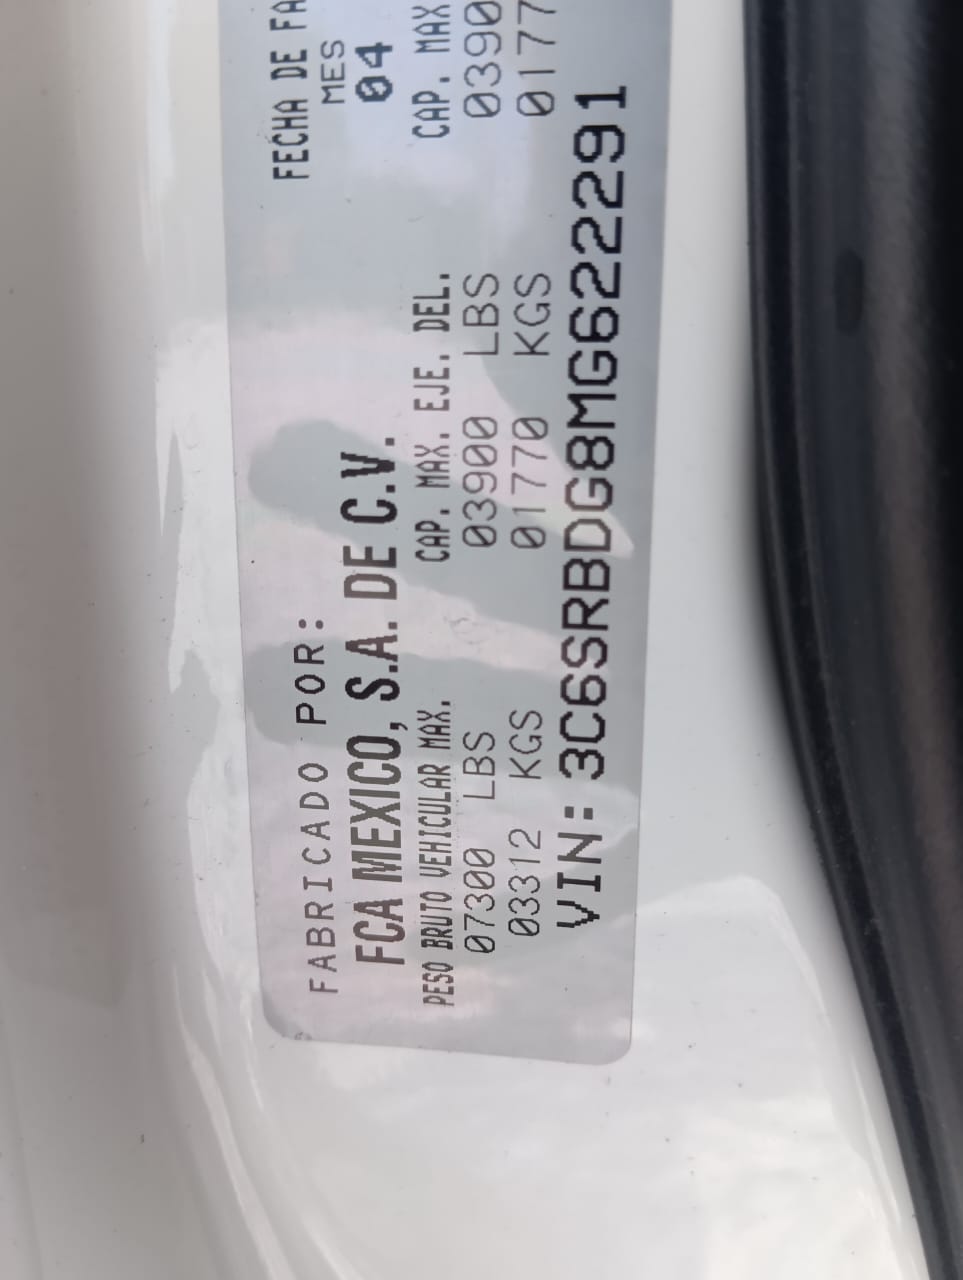 FABRICADO POR: FECHA DE FA
FCA MEXICO, S.A. DE C.V. MES
04
PESO BRUTO VEHICULAR MAX. CAP. MAX. EJE. DEL. CAP. MAX
07300 LBS 03900 LBS 0390
03312 KGS 01770 KGS 0177
VIN: 3C6SRBDG8MG622291